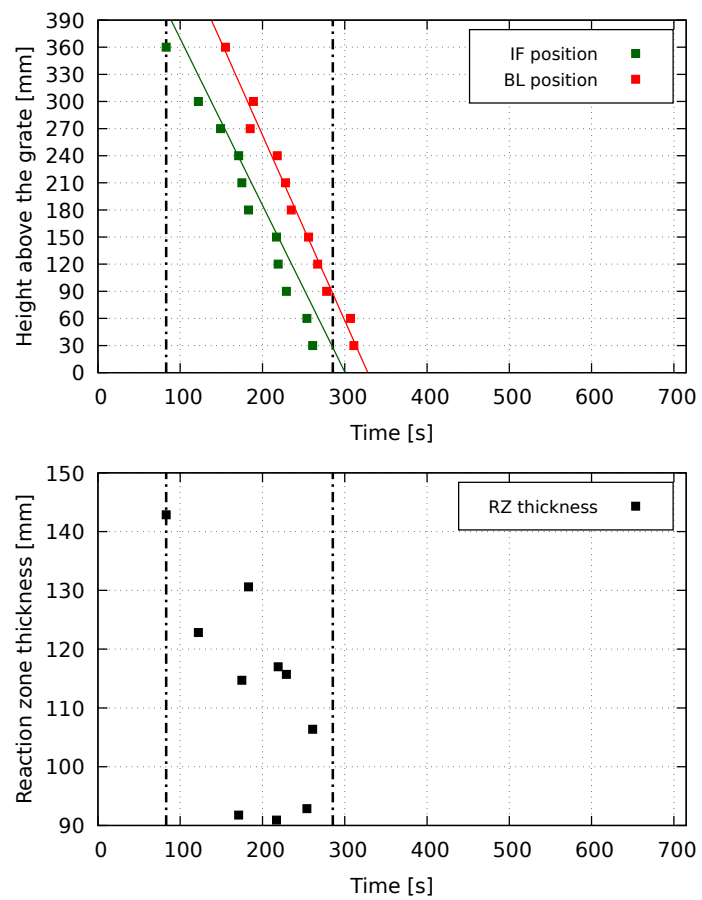 390
360
330
300
270
240
210
180
150
120
90
60
30
0
Height above the grate [mm]
IF position
BL position
0 100 200 300 400 500 600 700
Time [s]
150
140
130
120
110
100
90
Reaction zone thickness [mm]
RZ thickness
0 100 200 300 400 500 600 700
Time [s]